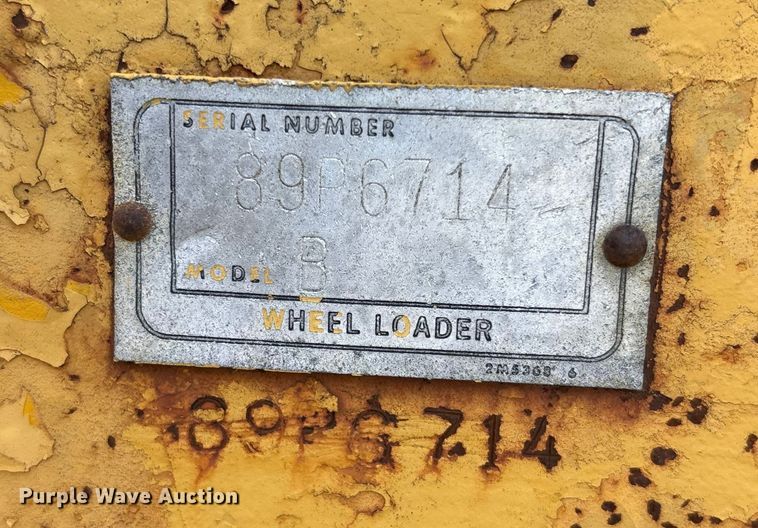 SERIAL NUMBER
89P6714
MODEL B
WHEEL LOADER
2M5368 6
89P6714
Purple Wave Auction